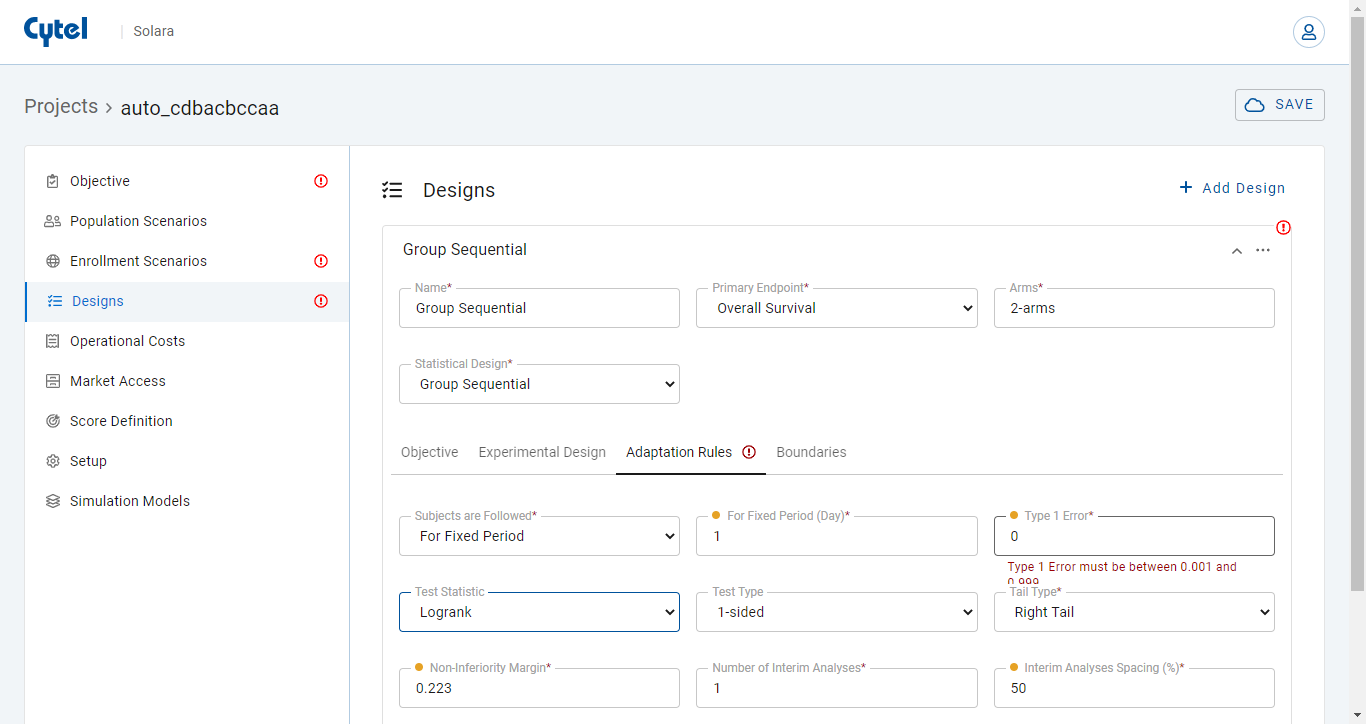 Cytel
Solara
Projects > auto_cdbacbccaa
SAVE
Objective
Population Scenarios
Enrollment Scenarios
Designs
Operational Costs
Market Access
Score Definition
Setup
Simulation Models
Designs
+ Add Design
Group Sequential
Name*
Group Sequential
Primary Endpoint*
Overall Survival
Arms*
2-arms
Statistical Design*
Group Sequential
Objective
Experimental Design
Adaptation Rules
Boundaries
Subjects are Followed*
For Fixed Period
For Fixed Period (Day)*
1
Type 1 Error*
0
Type 1 Error must be between 0.001 and
0.999
Test Statistic
Logrank
Test Type
1-sided
Tail Type*
Right Tail
Non-Inferiority Margin*
0.223
Number of Interim Analyses*
1
Interim Analyses Spacing (%)*
50